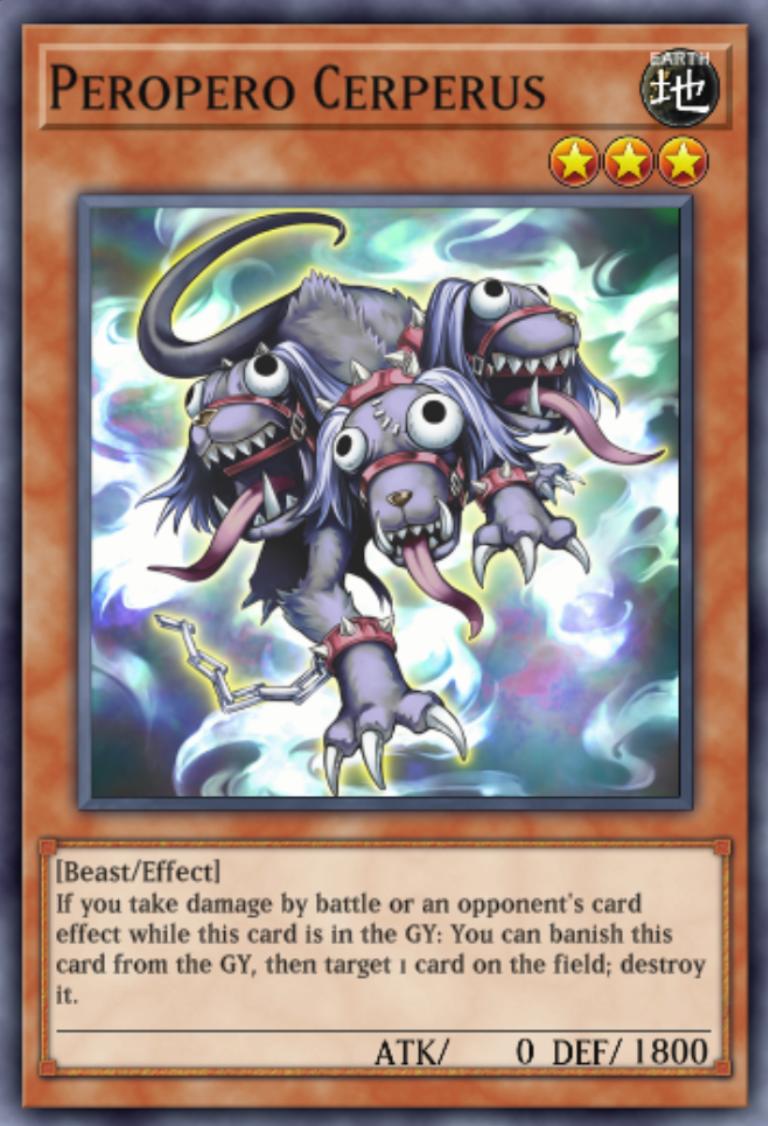 PEROPERO CERPERUS
EARTH
地
[Beast/Effect]
If you take damage by battle or an opponent's card
effect while this card is in the GY: You can banish this
card from the GY, then target 1 card on the field; destroy
it.
ATK/ 0 DEF/ 1800